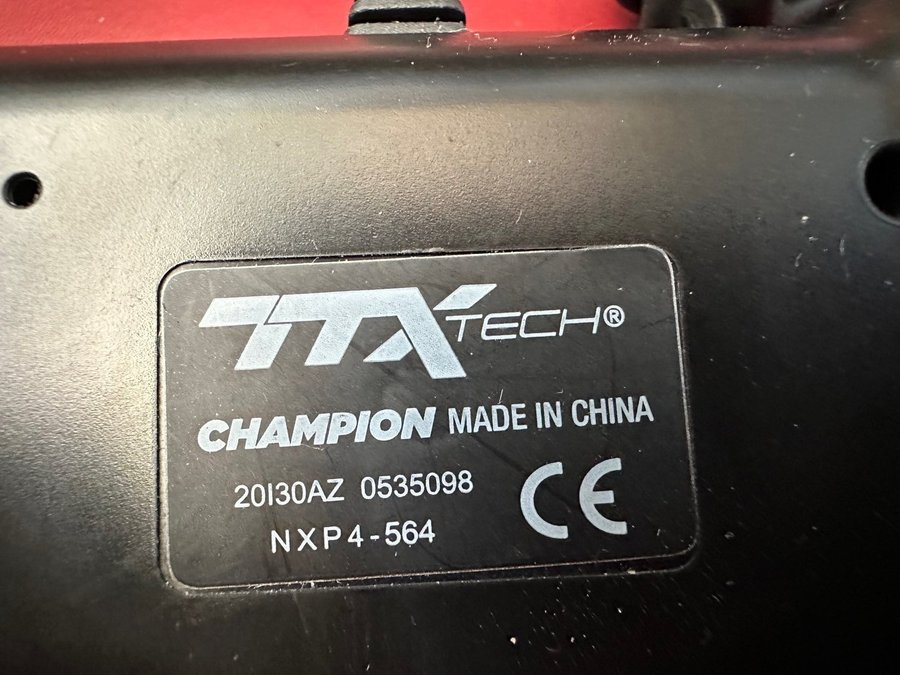 TTX TECH®
CHAMPION MADE IN CHINA
20I30AZ 0535098
NXP4-564
CE